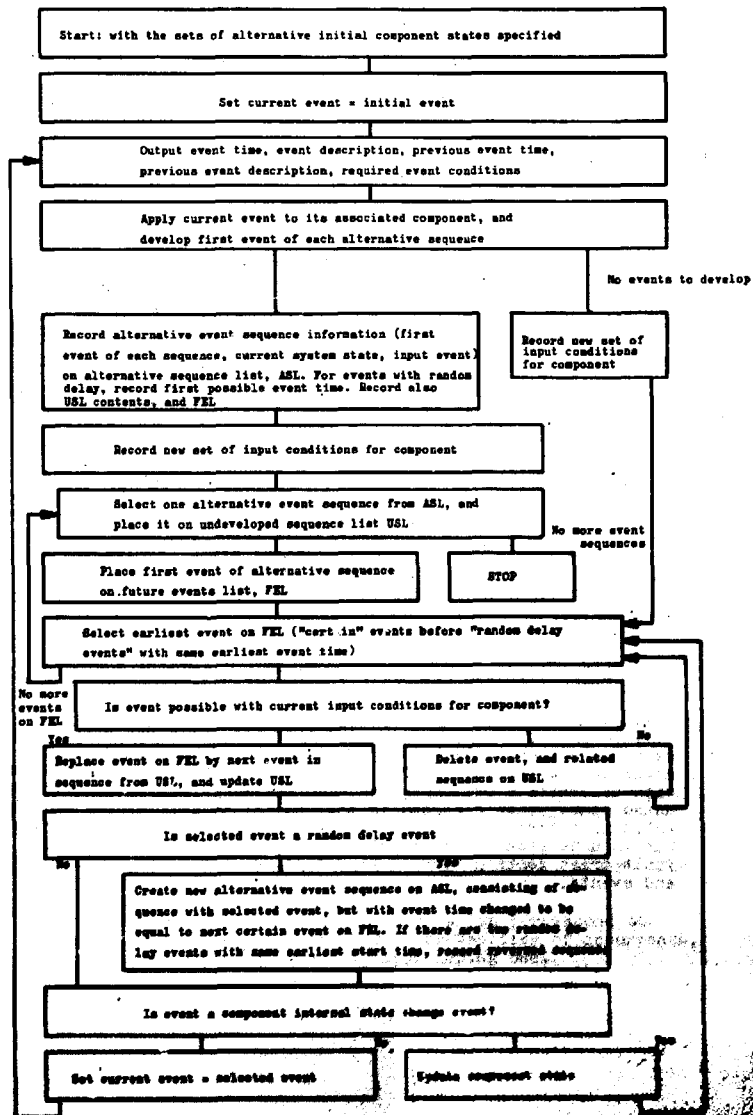 Start: with the sets of alternative initial component states specified
Set current event = initial event
Output event time, event description, previous event time,
previous event description, required event conditions
Apply current event to its associated component, and
develop first event of each alternative sequence
No events to develop
Record alternative event sequence information (first
event of each sequence, current system state, input event)
on alternative sequence list, ASL. For events with random
delay, record first possible event time. Record also
USL contents, and FEL
Record new set of
input conditions
for component
Record new set of input conditions for component
Select one alternative event sequence from ASL, and
place it on undeveloped sequence list USL
No more event
sequences
Place first event of alternative sequence
on future events list, FEL
STOP
Select earliest event on FEL ("cert in" events before "random delay
events" with same earliest event time)
No more
events
on FEL
Is event possible with current input conditions for component?
Yes
No
Replace event on FEL by next event in
sequence from USL, and update USL
Delete event, and related
sequence on USL
Is selected event a random delay event
No
yes
Create new alternative event sequence on ASL, consisting of se-
quence with selected event, but with event time changed to be
equal to next certain event on FEL. If there are two random de-
lay events with same earliest start time, record reversed sequence
Is event a component internal state change event?
No
Yes
Set current event = selected event
Update component state